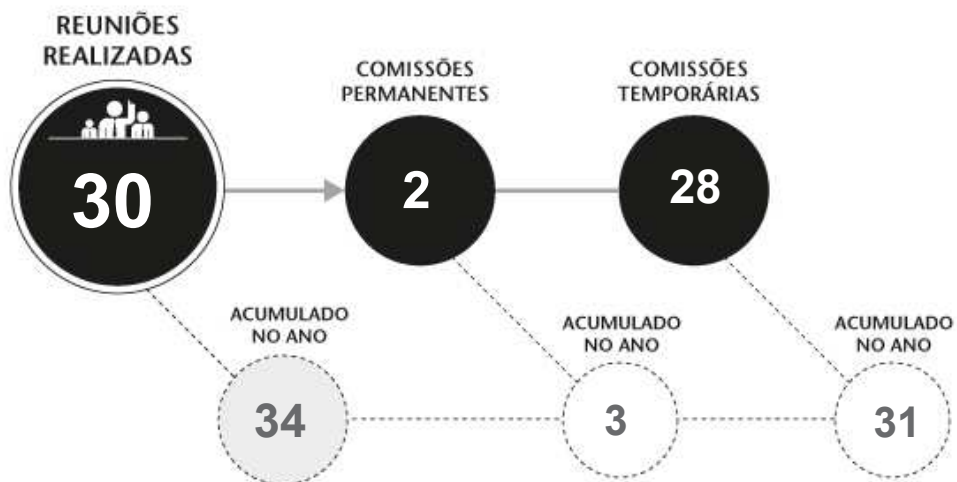 REUNIÕES
REALIZADAS
30
COMISSÕES
PERMANENTES
2
COMISSÕES
TEMPORÁRIAS
28
ACUMULADO
NO ANO
34
ACUMULADO
NO ANO
3
ACUMULADO
NO ANO
31